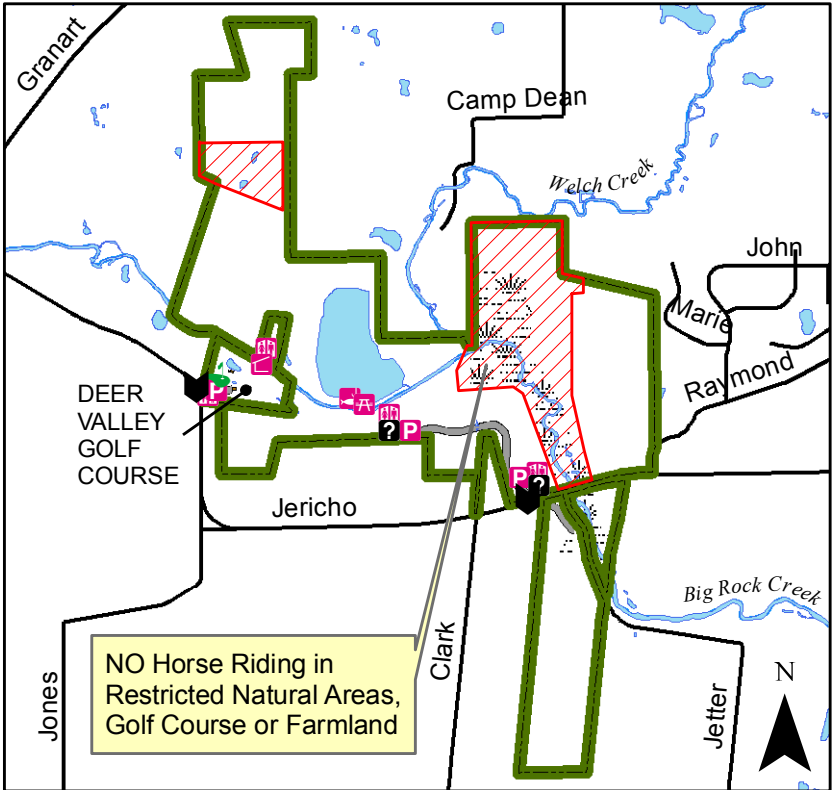 Granart
Camp Dean
Welch Creek
John
Marie
Raymond
DEER
VALLEY
GOLF
COURSE
P
?
P
P
?
Jericho
Big Rock Creek
Clark
NO Horse Riding in
Restricted Natural Areas,
Golf Course or Farmland
Jones
Jetter
N